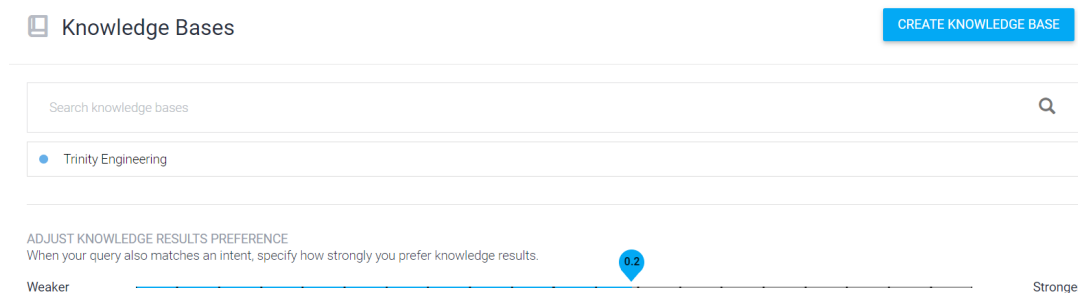 Knowledge Bases
CREATE KNOWLEDGE BASE
Search knowledge bases
Trinity Engineering
ADJUST KNOWLEDGE RESULTS PREFERENCE
When your query also matches an intent, specify how strongly you prefer knowledge results.
0.2
Weaker
Stronge